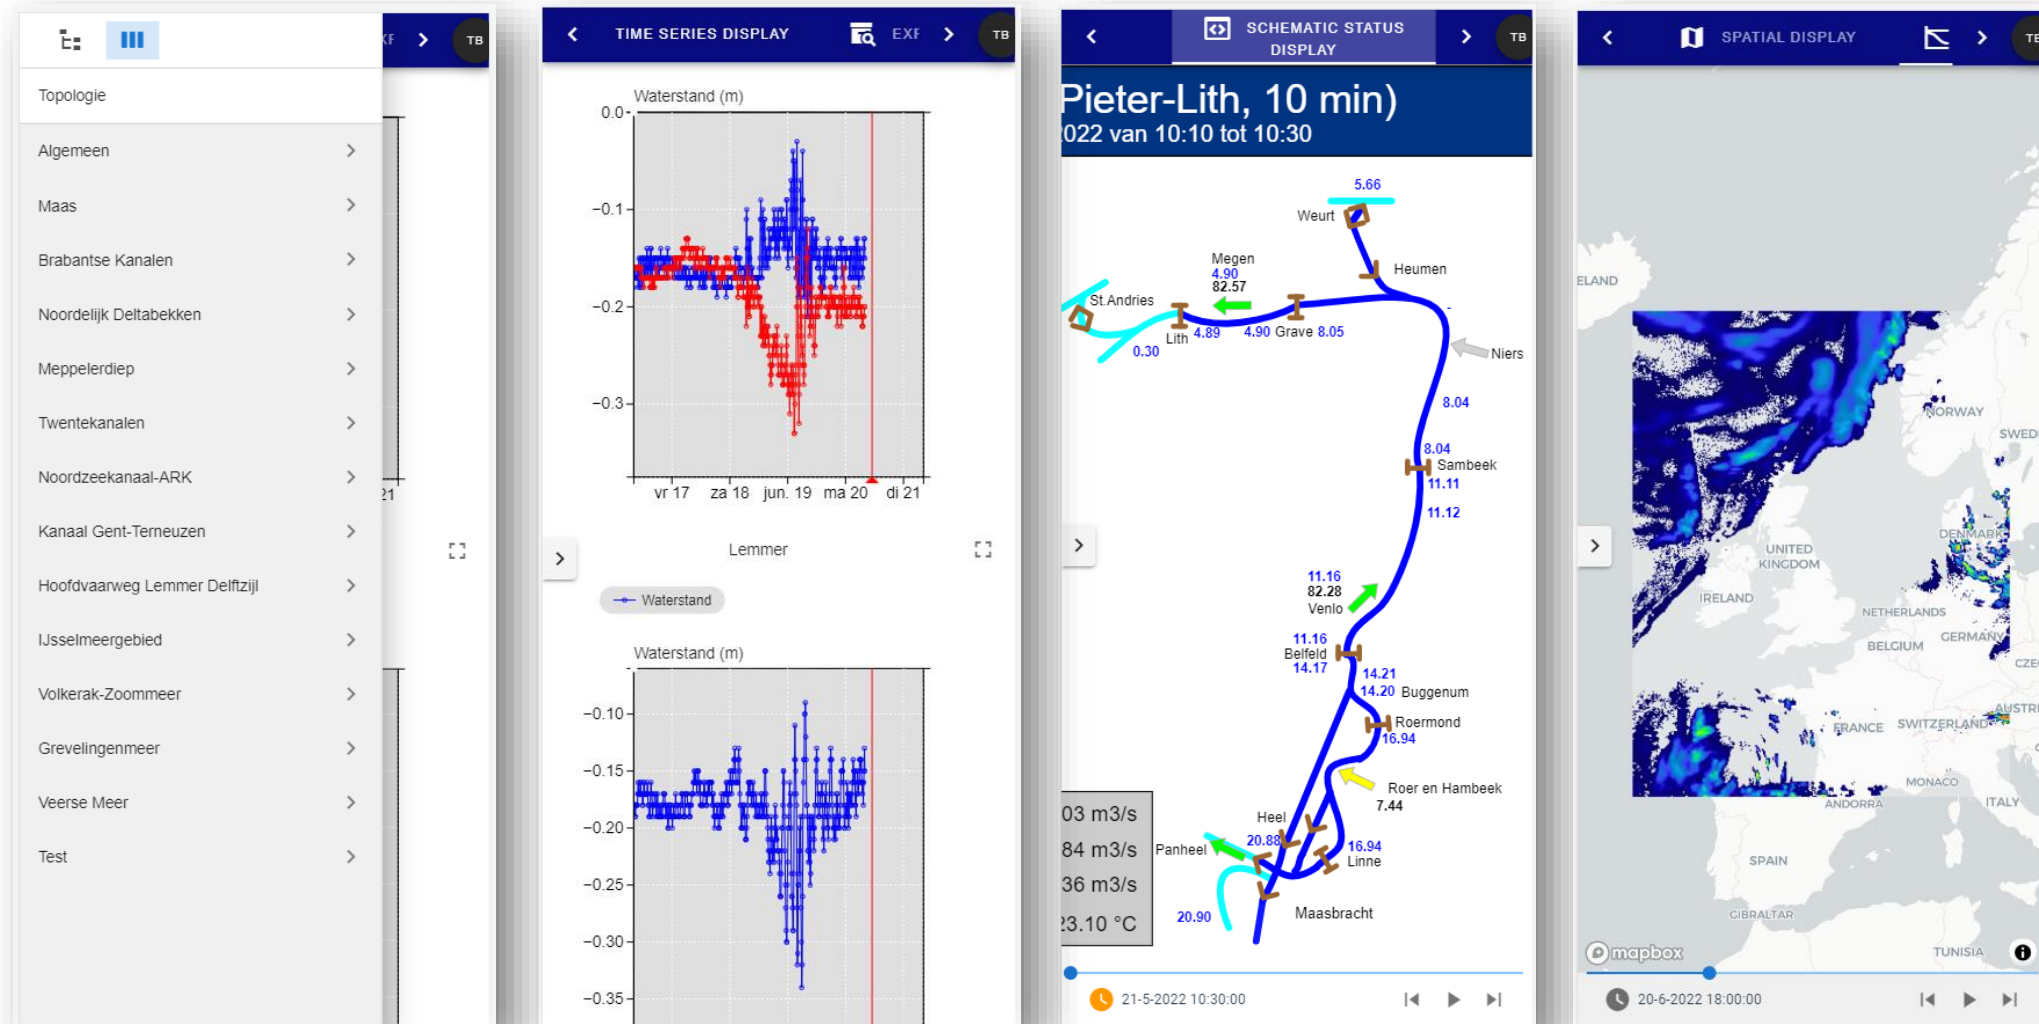 TB
Topologie
Algemeen
Maas
Brabantse Kanalen
Noordelijk Deltabekken
Meppelerdiep
Twentekanalen
Noordzeekanaal-ARK
Kanaal Gent-Terneuzen
Hoofdvaarweg Lemmer Delftzijl
IJsselmeergebied
Volkerak-Zoommeer
Grevelingenmeer
Veerse Meer
Test
21
TIME SERIES DISPLAY
TB
Waterstand (m)
0.0
−0.1
−0.2
−0.3
vr 17 za 18 jun. 19 ma 20 di 21
Lemmer
Waterstand
Waterstand (m)
−0.10
−0.15
−0.20
−0.25
−0.30
−0.35
SCHEMATIC STATUS
DISPLAY
TB
Pieter-Lith, 10 min)
022 van 10:10 tot 10:30
5.66
Weurt
Heumen
Megen
4.90
82.57
St.Andries
Lith 4.89 4.90 Grave 8.05
0.30
-
Niers
8.04
8.04
Sambeek
11.11
11.12
11.16
82.28
Venlo
11.16
Belfeld
14.17
14.21
14.20 Buggenum
Roermond
16.94
Roer en Hambeek
7.44
Heel
20.88
Panheel
16.94
Linne
20.90
Maasbracht
03 m3/s
84 m3/s
36 m3/s
23.10 °C
21-5-2022 10:30:00
SPATIAL DISPLAY
ELAND
NORWAY
SWED
DENMARK
UNITED
KINGDOM
IRELAND
NETHERLANDS
BELGIUM
GERMANY
CZE
AUSTRI
FRANCE
SWITZERLAND
MONACO
ANDORRA
ITALY
SPAIN
GIBRALTAR
TUNISIA
mapbox
20-6-2022 18:00:00